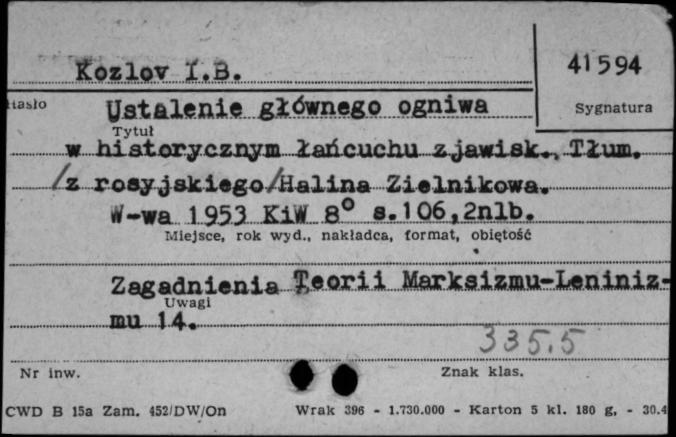 Kozlov I.B.
41594
Hasło
Ustalenie głównego ogniwa
Sygnatura
Tytuł
w historycznym łańcuchu zjawisk. Tłum.
/z rosyjskiego/Halina Zielnikowa.
W-wa 1953 KiW 8° s.106,2nlb.
Miejsce, rok wyd., nakładca, format, objętość
Zagadnienia Teorii Marksizmu-Leniniz-
Uwagi
mu 14.
335.5
Nr inw.
Znak klas.
CWD B 15a Zam. 452/DW/On
Wrak 396 - 1.730.000 - Karton 5 kl. 180 g, - 30.4